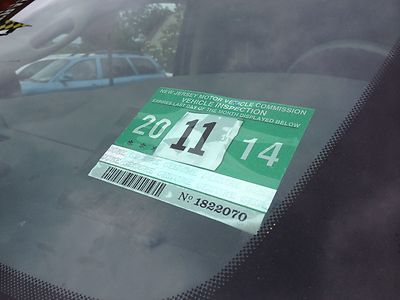 NEW JERSEY MOTOR VEHICLE COMMISSION
VEHICLE INSPECTION
EXPIRES LAST DAY OF THE MONTH DISPLAYED BELOW
20 11 14
Nº 1822070